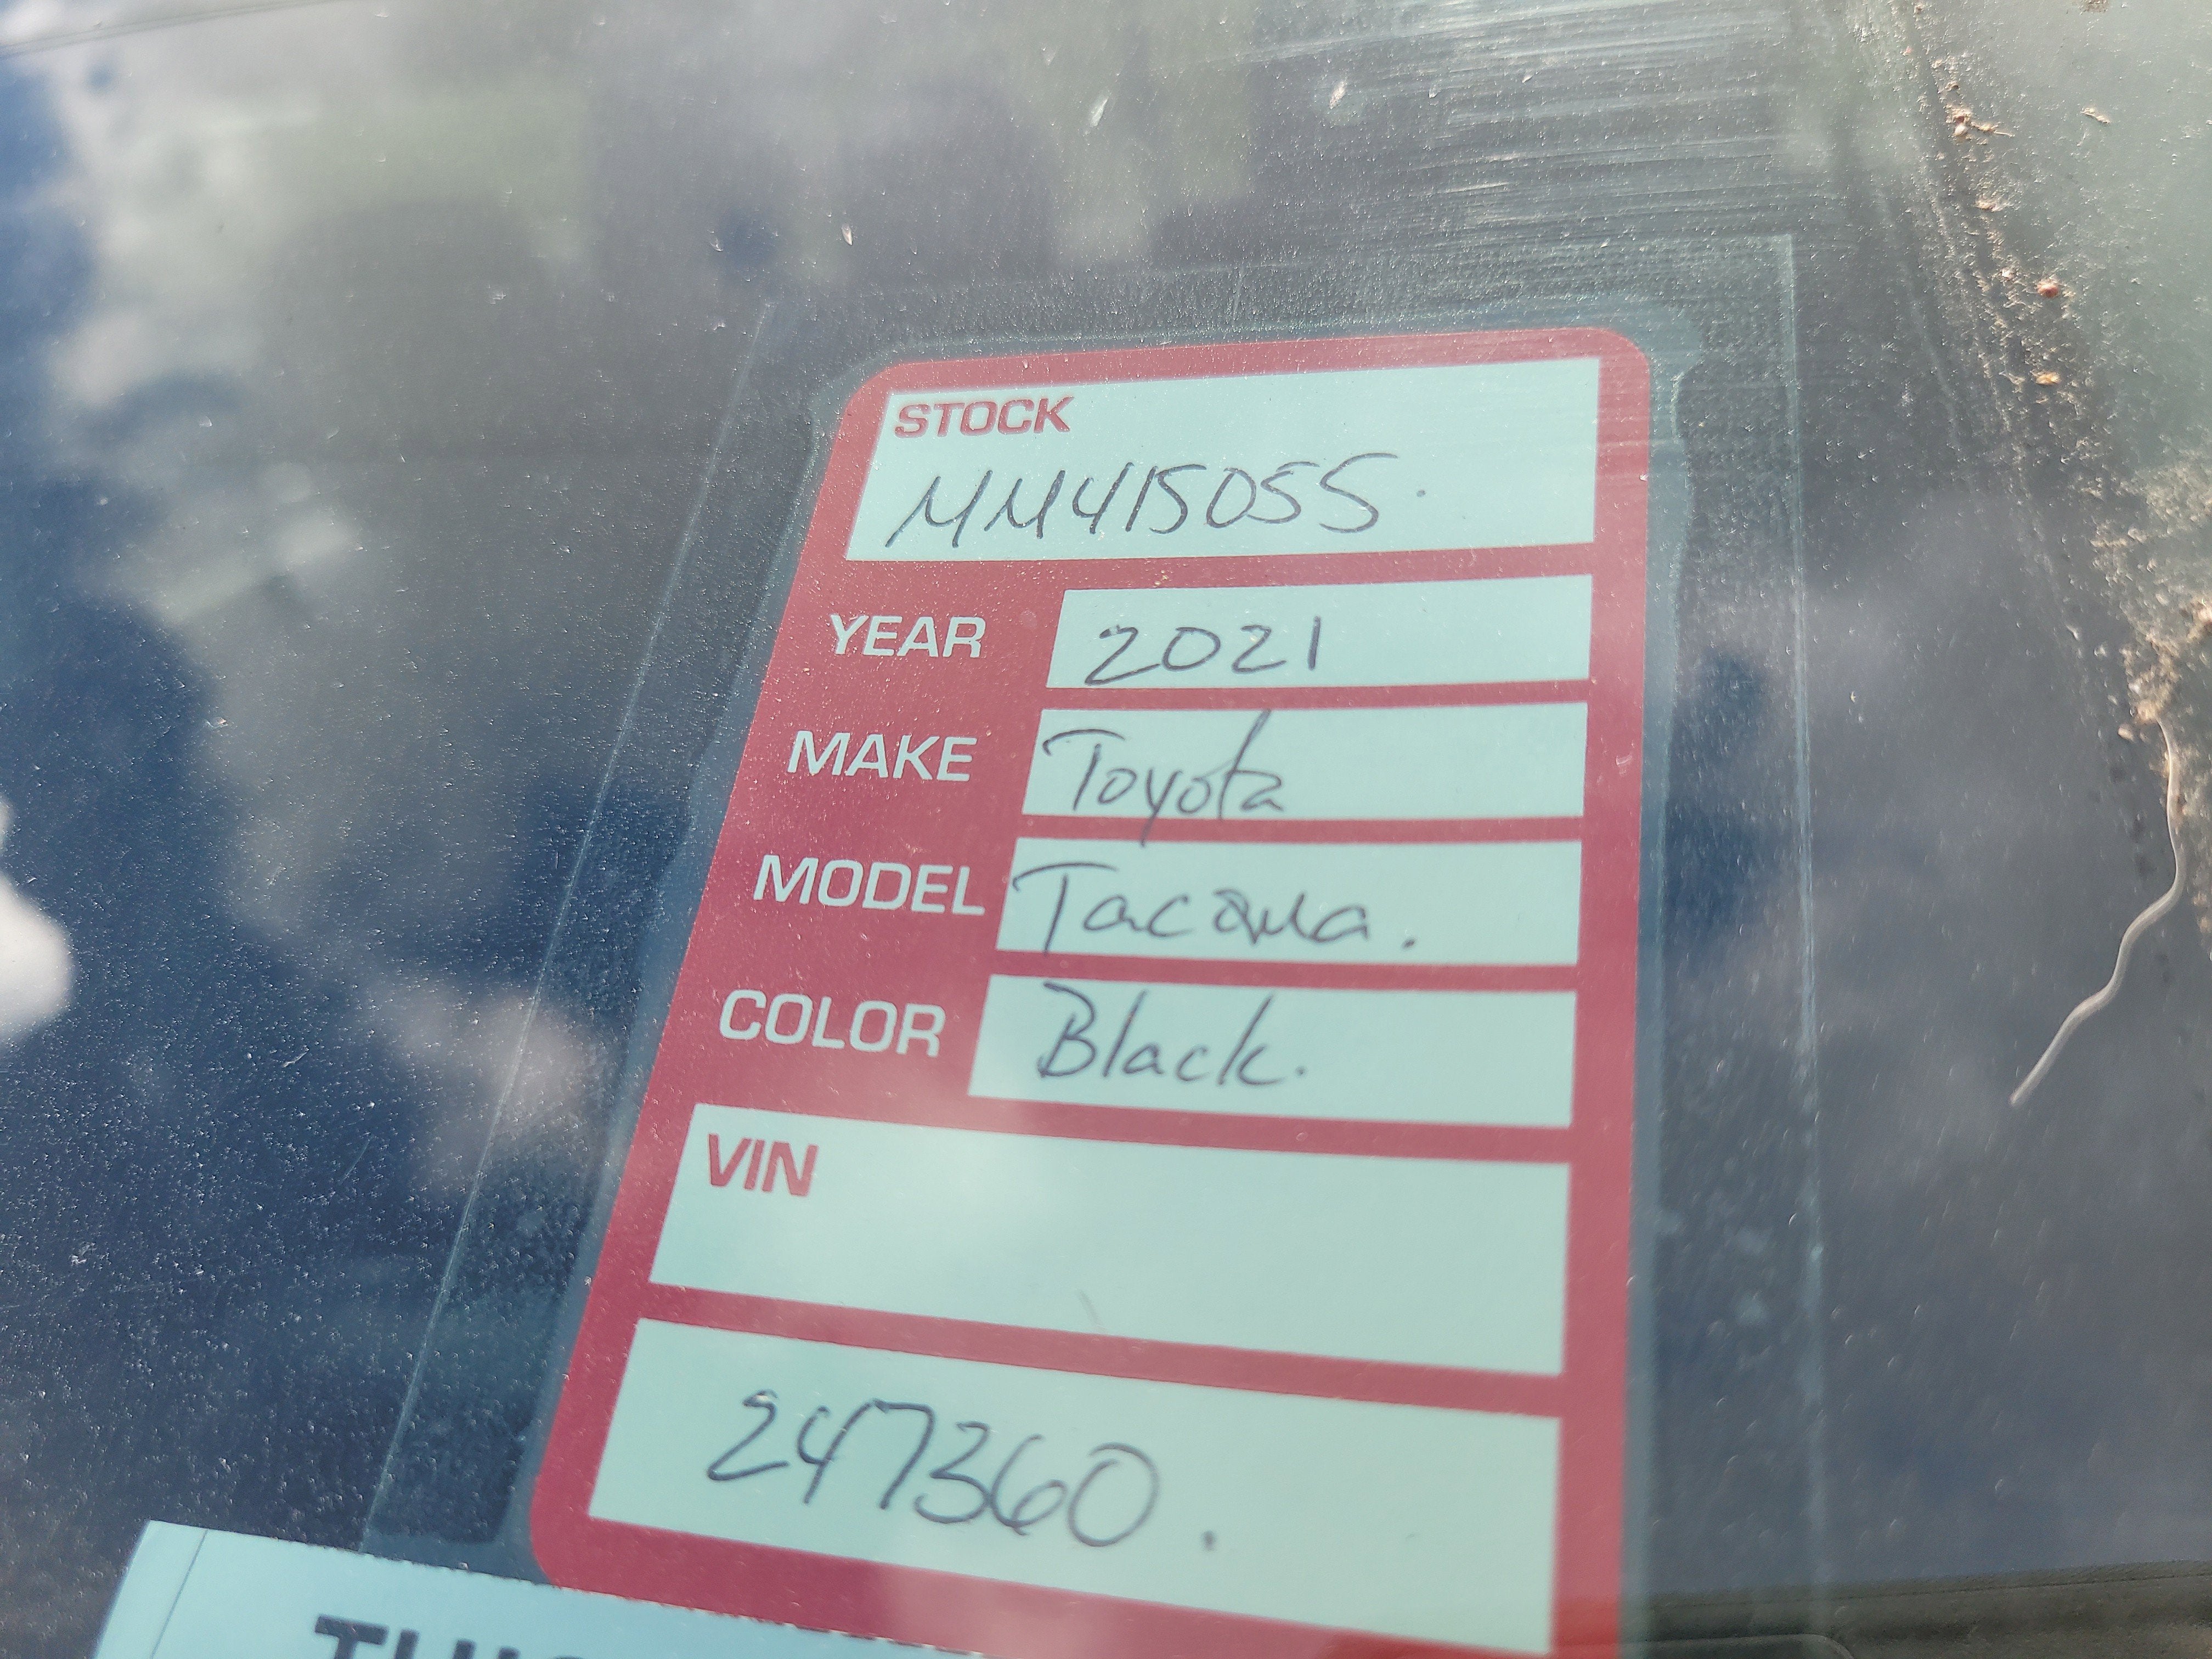 STOCK
MM415055.
YEAR 2021
MAKE Toyota
MODEL Tacoma.
COLOR Black.
VIN
247360.